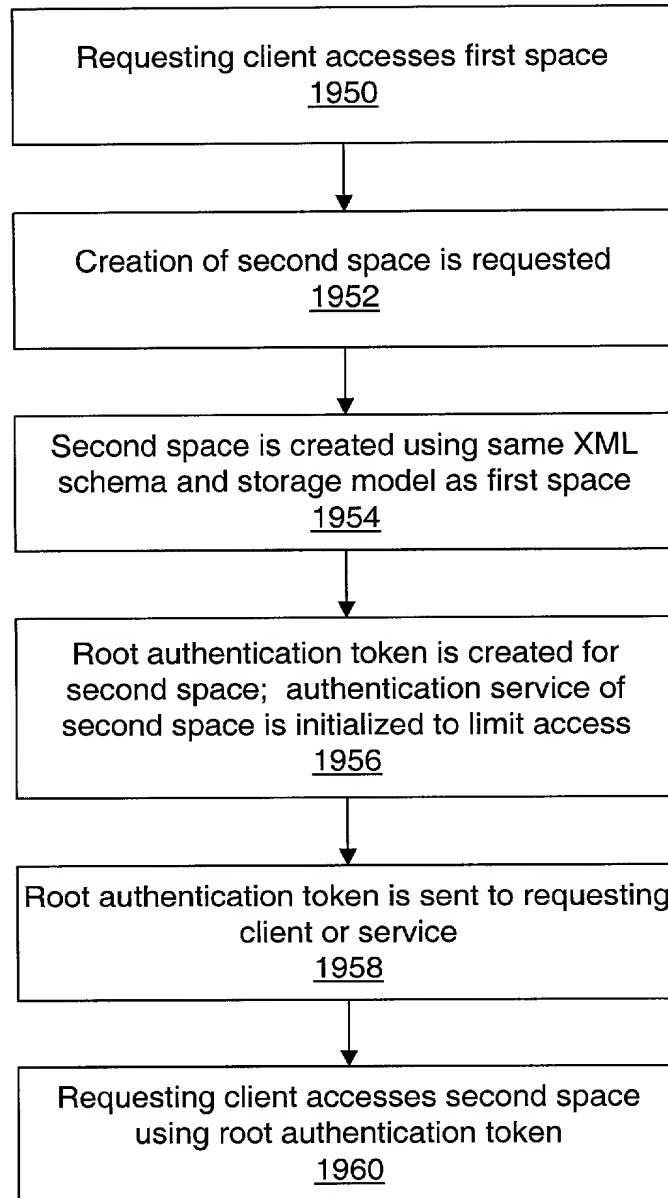 Requesting client accesses first space
1950
Creation of second space is requested
1952
Second space is created using same XML
schema and storage model as first space
1954
Root authentication token is created for
second space; authentication service of
second space is initialized to limit access
1956
Root authentication token is sent to requesting
client or service
1958
Requesting client accesses second space
using root authentication token
1960